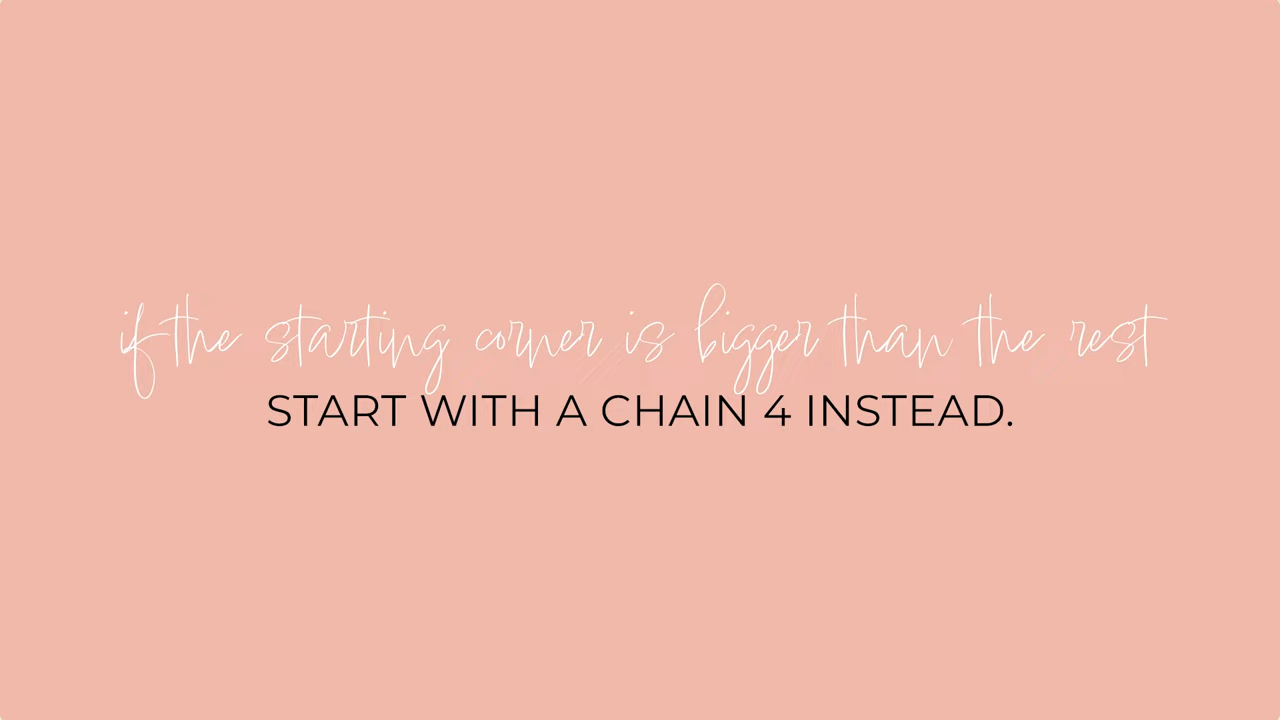 if the starting corner is bigger than the rest
START WITH A CHAIN 4 INSTEAD.